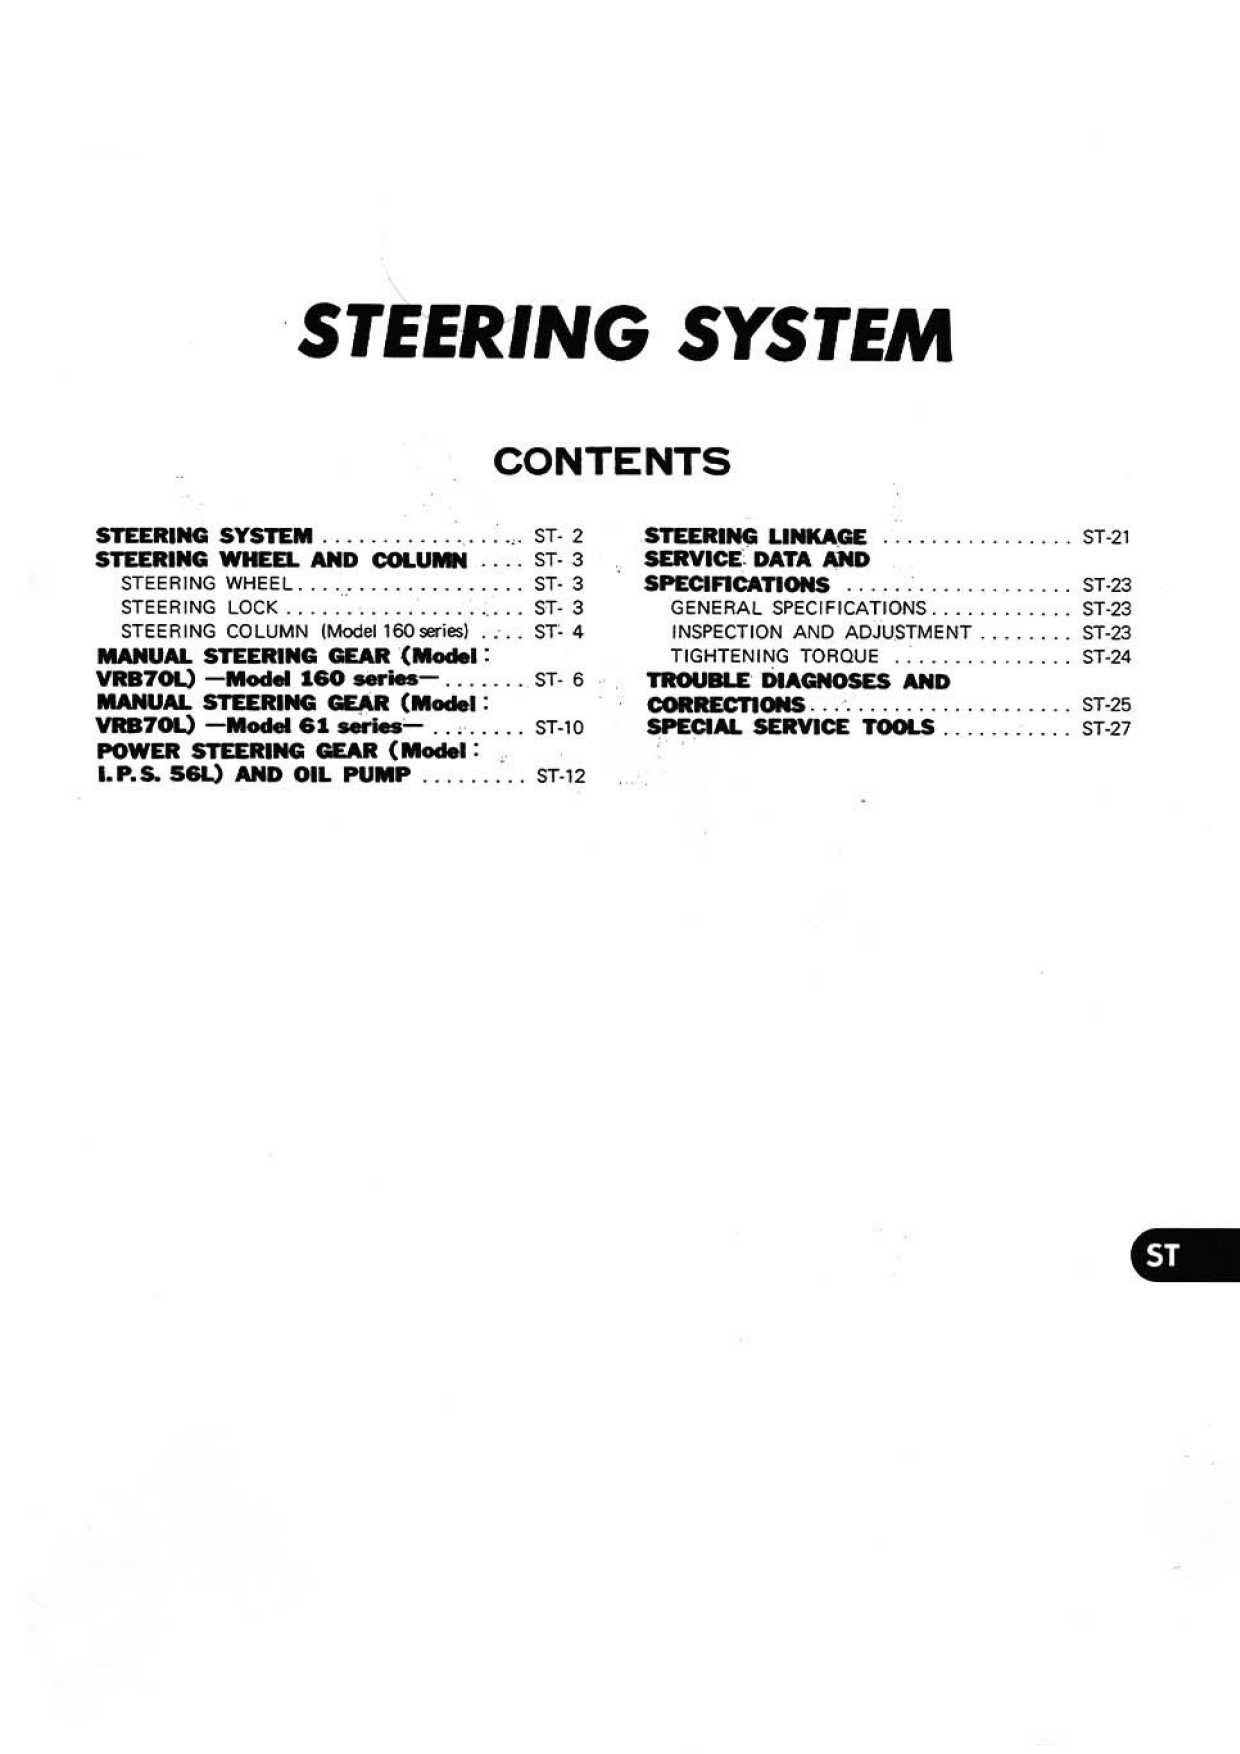 STEERING SYSTEM
CONTENTS
STEERING SYSTEM ................. ST- 2
STEERING WHEEL AND COLUMN .... ST- 3
STEERING WHEEL................... ST- 3
STEERING LOCK.................... ST- 3
STEERING COLUMN (Model 160 series) .... ST- 4
MANUAL STEERING GEAR (Model :
VRB70L) —Model 160 series— ....... ST- 6
MANUAL STEERING GEAR (Model :
VRB70L) —Model 61 series— ........ ST-10
POWER STEERING GEAR (Model :
I.P.S. 56L) AND OIL PUMP ......... ST-12
STEERING LINKAGE ................ ST-21
SERVICE DATA AND
SPECIFICATIONS ................... ST-23
GENERAL SPECIFICATIONS............ ST-23
INSPECTION AND ADJUSTMENT ........ ST-23
TIGHTENING TORQUE ............... ST-24
TROUBLE DIAGNOSES AND
CORRECTIONS...................... ST-25
SPECIAL SERVICE TOOLS ........... ST-27
ST